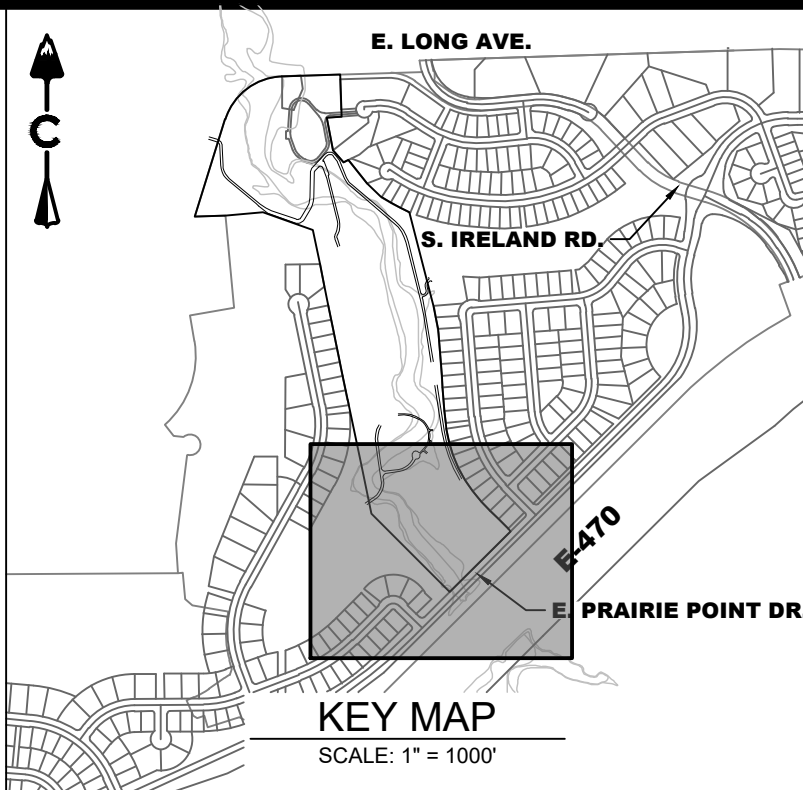 E. LONG AVE.
C
S. IRELAND RD.
E-470
E. PRAIRIE POINT DR.
KEY MAP
SCALE: 1" = 1000'